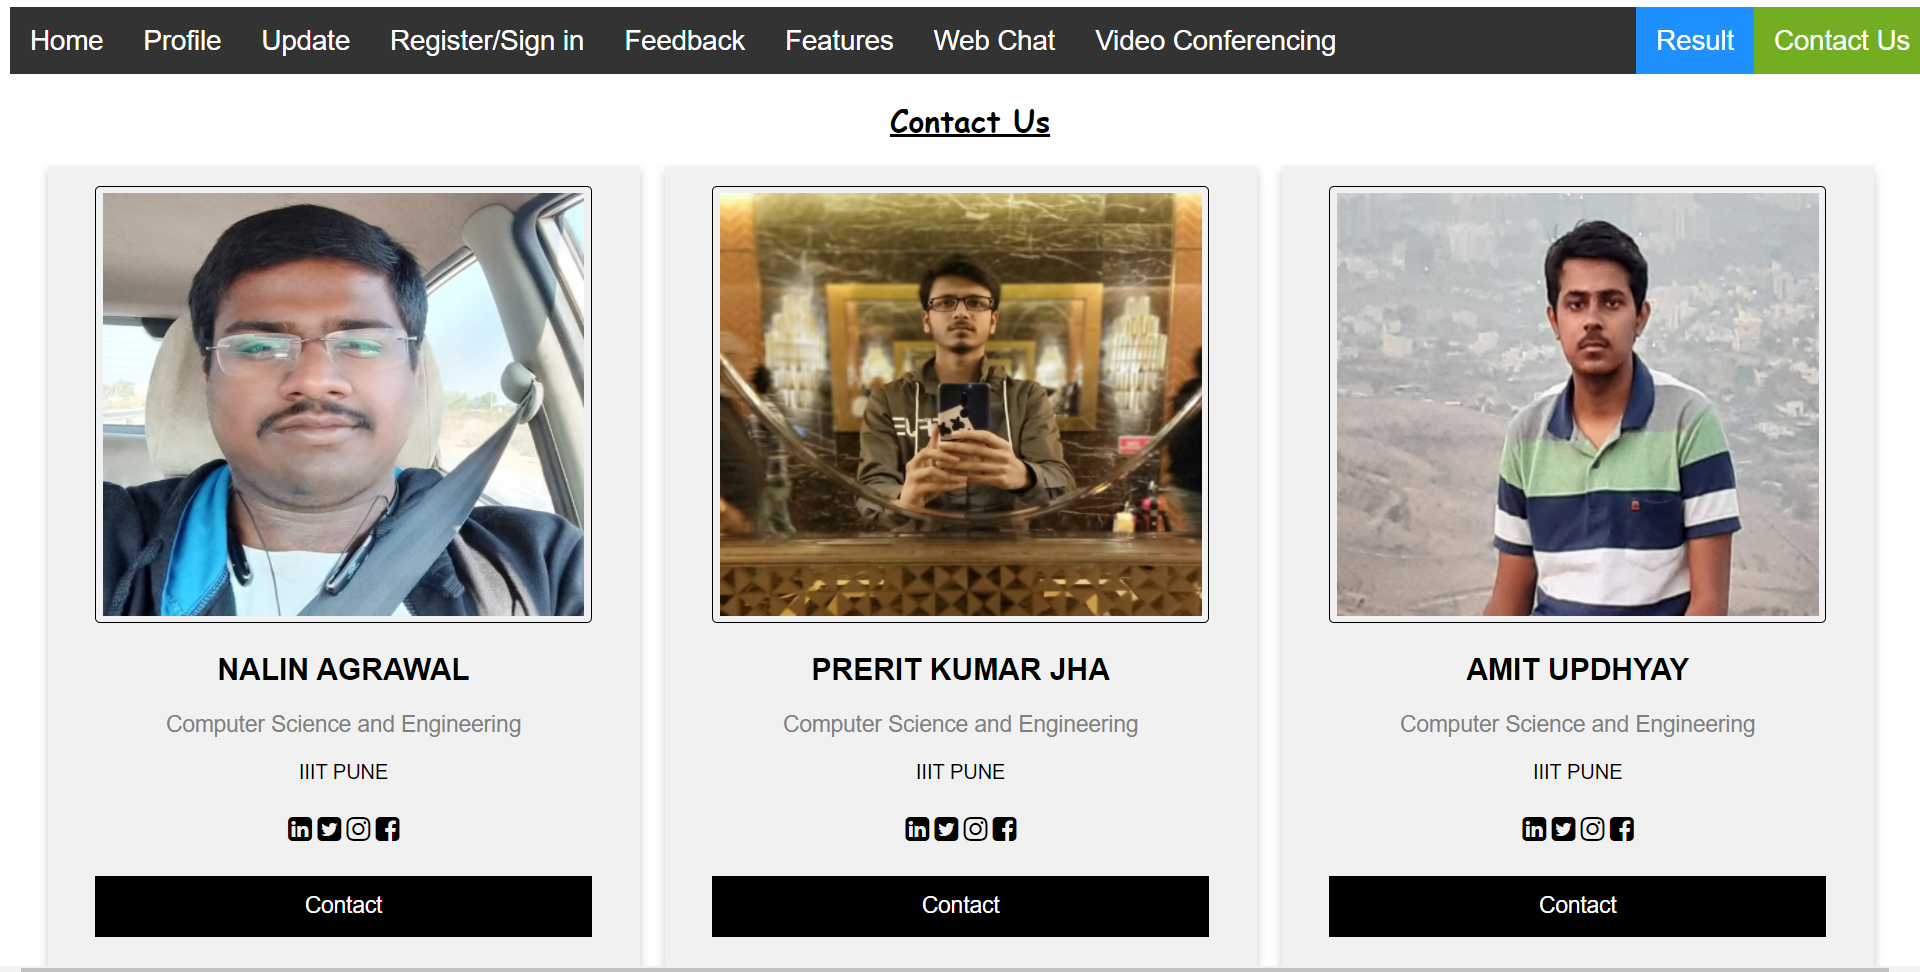 Home Profile Update Register/Sign in Feedback Features Web Chat Video Conferencing Result Contact Us
Contact Us
NALIN AGRAWAL
Computer Science and Engineering
IIIT PUNE
Contact
PRERIT KUMAR JHA
Computer Science and Engineering
IIIT PUNE
Contact
AMIT UPDHYAY
Computer Science and Engineering
IIIT PUNE
Contact